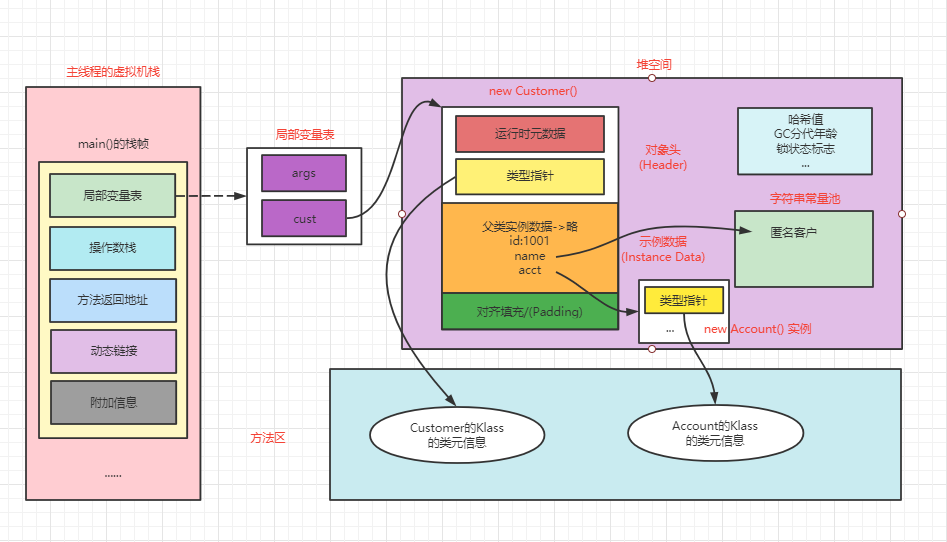 主线程的虚拟机栈
main()的栈帧
局部变量表
操作数栈
方法返回地址
动态链接
附加信息
......
局部变量表
args
cust
堆空间
new Customer()
运行时元数据
类型指针
对象头
(Header)
哈希值
GC分代年龄
锁状态标志
...
父类实例数据->略
id:1001
name
acct
示例数据
(Instance Data)
字符串常量池
匿名客户
对齐填充/(Padding)
类型指针
...
new Account() 实例
方法区
Customer的Klass
的类元信息
Account的Klass
的类元信息